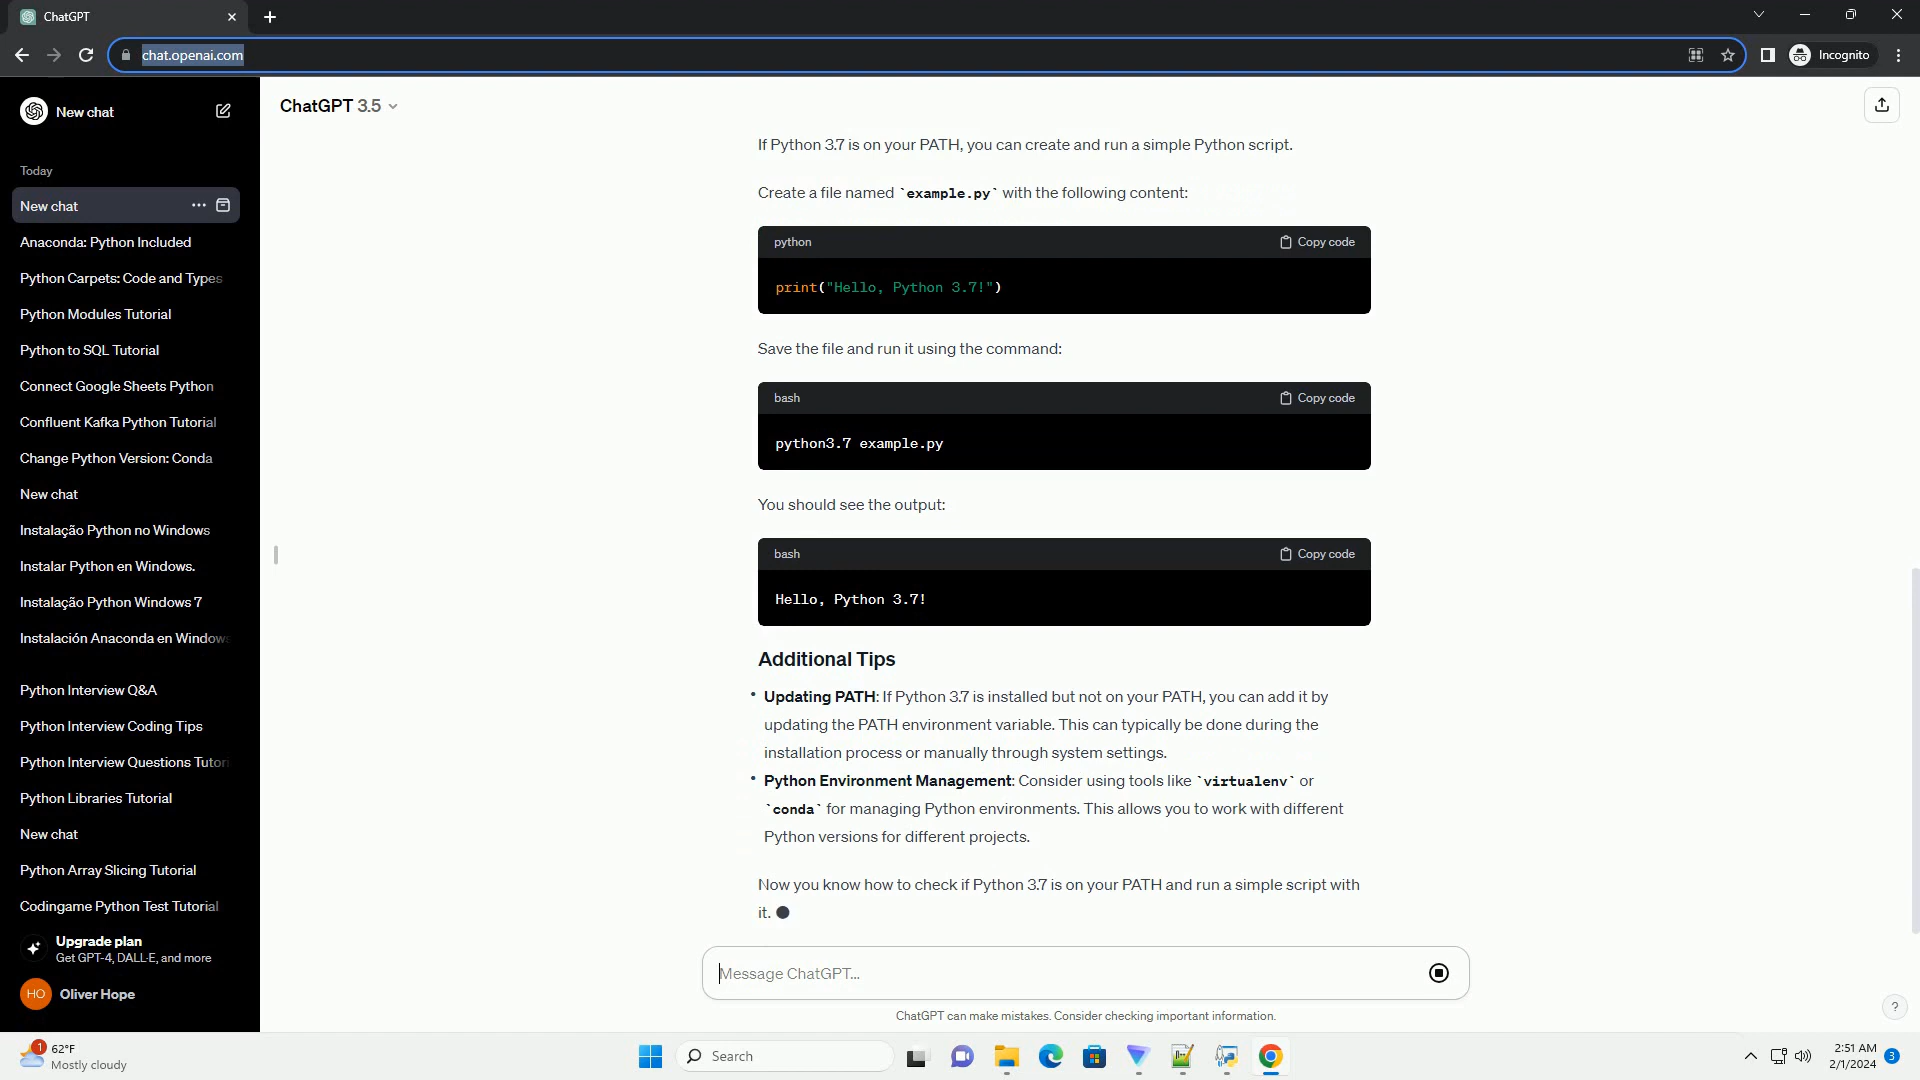 ChatGPT
chat.openai.com
Incognito
New chat
Today
New chat
Anaconda: Python Included
Python Carpets: Code and Types
Python Modules Tutorial
Python to SQL Tutorial
Connect Google Sheets Python
Confluent Kafka Python Tutorial
Change Python Version: Conda
New chat
Instalação Python no Windows
Instalar Python en Windows.
Instalação Python Windows 7
Instalación Anaconda en Windows
Python Interview Q&A
Python Interview Coding Tips
Python Interview Questions Tutori
Python Libraries Tutorial
New chat
Python Array Slicing Tutorial
Codingame Python Test Tutorial
Upgrade plan
Get GPT-4, DALL·E, and more
HO Oliver Hope
ChatGPT 3.5
If Python 3.7 is on your PATH, you can create and run a simple Python script.
Create a file named `example.py` with the following content:
python Copy code
print("Hello, Python 3.7!")
Save the file and run it using the command:
bash Copy code
python3.7 example.py
You should see the output:
bash Copy code
Hello, Python 3.7!
Additional Tips
• Updating PATH: If Python 3.7 is installed but not on your PATH, you can add it by
updating the PATH environment variable. This can typically be done during the
installation process or manually through system settings.
• Python Environment Management: Consider using tools like `virtualenv` or
`conda` for managing Python environments. This allows you to work with different
Python versions for different projects.
Now you know how to check if Python 3.7 is on your PATH and run a simple script with
it.
Message ChatGPT...
ChatGPT can make mistakes. Consider checking important information.
?
1
62°F
Mostly cloudy
Search
2:51 AM
2/1/2024
3